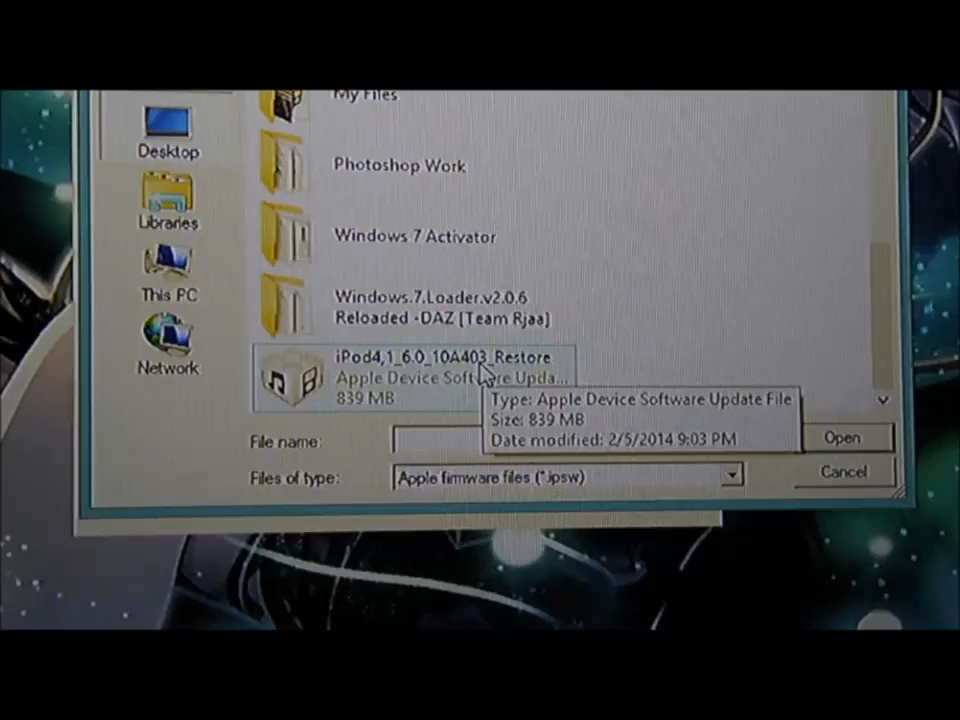 My Files
Desktop
Photoshop Work
Libraries
Windows 7 Activator
This PC
Windows.7.Loader.v2.0.6
Reloaded -DAZ [Team Rjaa]
Network
iPod4,1_6.0_10A403_Restore
Apple Device Software Upda...
839 MB
Type: Apple Device Software Update File
Size: 839 MB
Date modified: 2/5/2014 9:03 PM
File name:
Open
Files of type:
Apple firmware files (*.ipsw)
Cancel